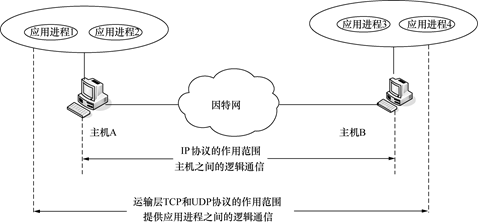 应用进程1
应用进程2
应用进程3
应用进程4
因特网
主机A
主机B
IP协议的作用范围
主机之间的逻辑通信
运输层TCP和UDP协议的作用范围
提供应用进程之间的逻辑通信